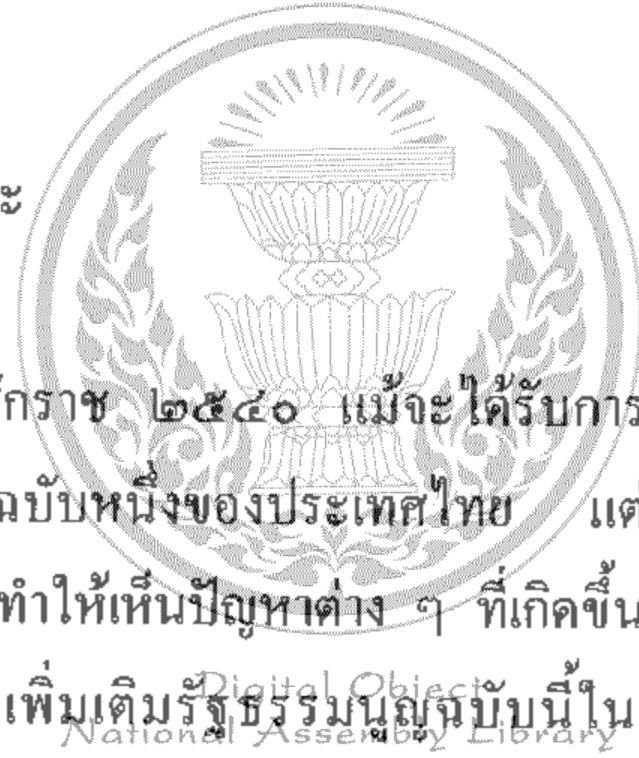 ักราช ๒๕๔๐ แม้จะได้รับการ
ฉบับหนึ่งของประเทศไทย แต่
ทำให้เห็นปัญหาต่าง ๆ ที่เกิดขึ้น
เพิ่มเติมรัฐธรรมนูญฉบับนี้ใน
Digital Object
National Assembly Library